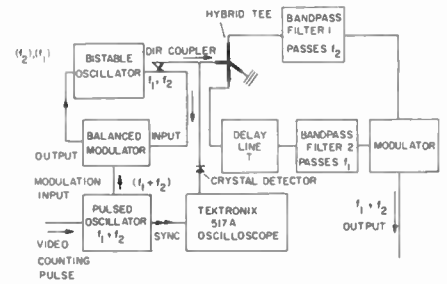 HYBRID TEE
BANDPASS
FILTER 1
PASSES f2
(f2),(f1)
BISTABLE
OSCILLATOR
DIR COUPLER
f1, f2
BALANCED
MODULATOR
INPUT
OUTPUT
DELAY
LINE
T
BANDPASS
FILTER 2
PASSES f1
MODULATOR
MODULATION
INPUT
(f1+f2)
CRYSTAL DETECTOR
PULSED
OSCILLATOR
f1+f2
SYNC
TEKTRONIX
517A
OSCILLOSCOPE
f1+f2
OUTPUT
VIDEO
COUNTING
PULSE